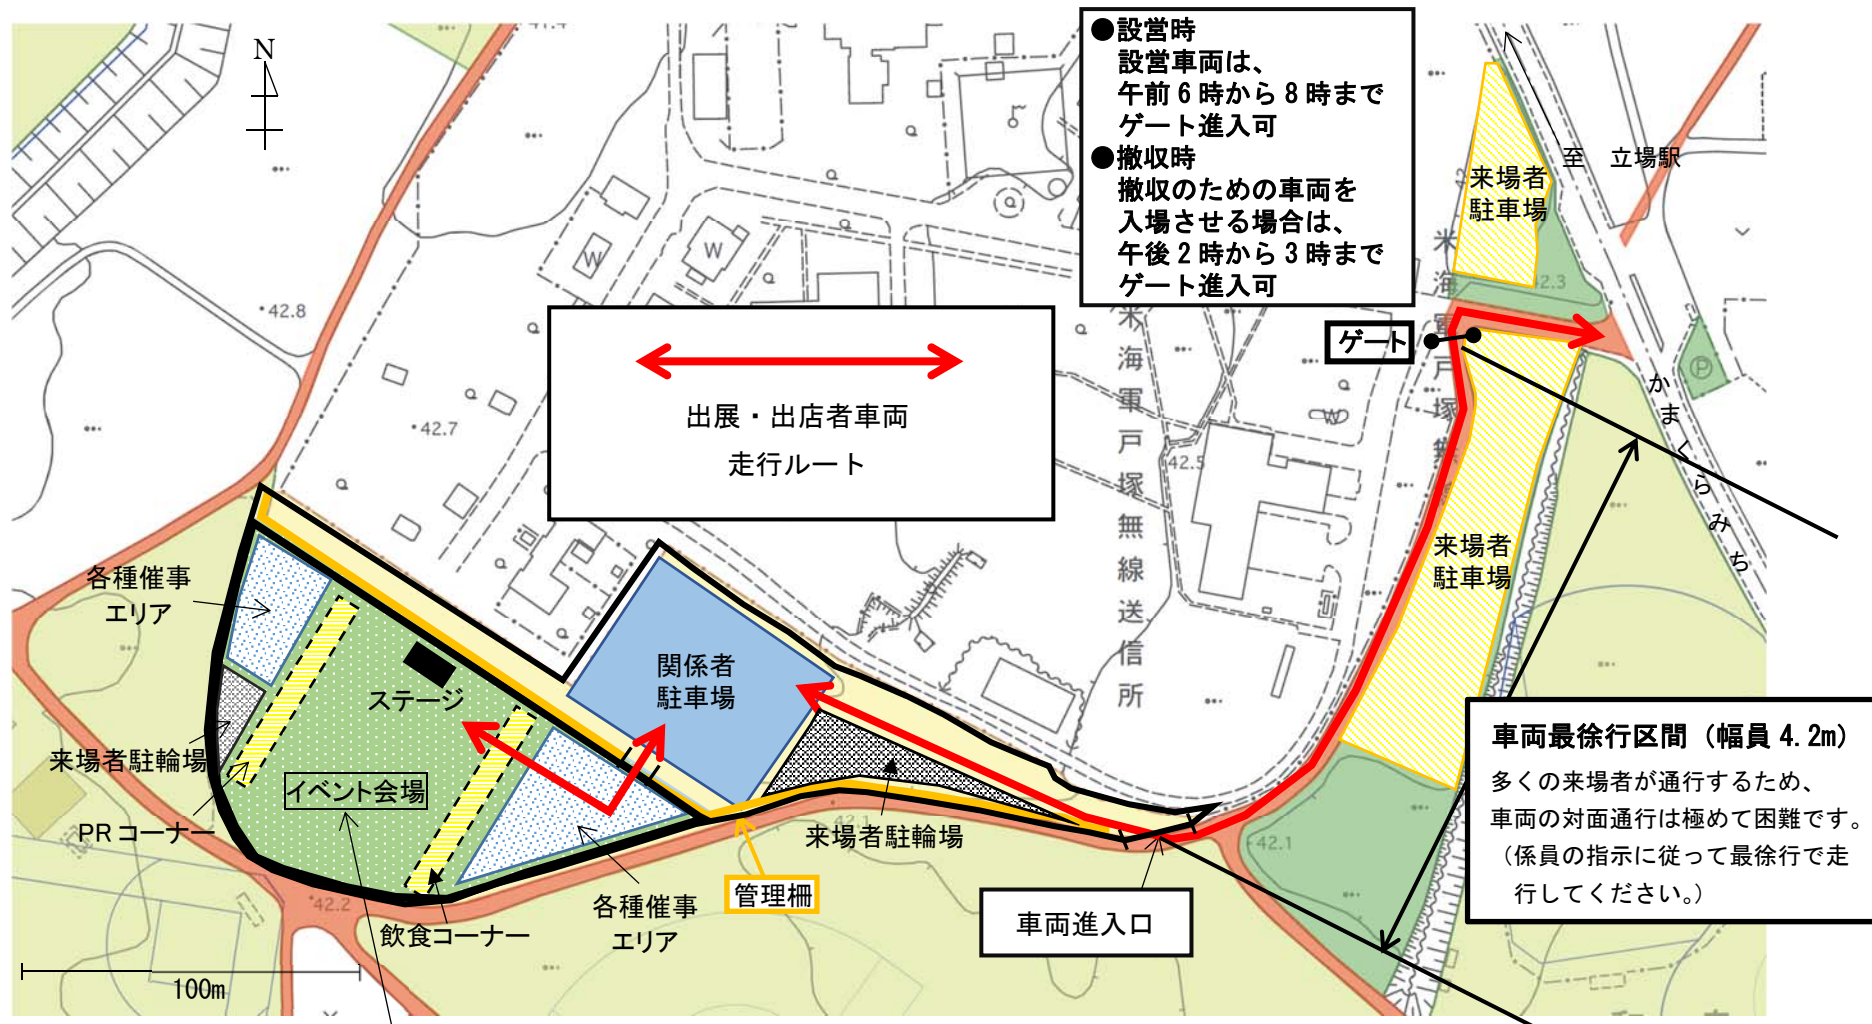 N
●設営時
設営車両は、
午前6時から8時まで
ゲート進入可
●撤収時
撤収のための車両を
入場させる場合は、
午後2時から3時まで
ゲート進入可
至 立場駅
来場者
駐車場
ゲート
出展・出店者車両
走行ルート
かまくらみち
米海軍戸塚無線送信所
米海軍戸塚無
42.8
42.7
42.5
42.3
42.1
42.1
42.2
W
W
W
P
来場者
駐車場
各種催事
エリア
関係者
駐車場
ステージ
来場者駐輪場
イベント会場
PRコーナー
来場者駐輪場
管理柵
各種催事
エリア
飲食コーナー
車両進入口
100m
車両最徐行区間（幅員 4.2m）
多くの来場者が通行するため、
車両の対面通行は極めて困難です。
（係員の指示に従って最徐行で走
行してください。）